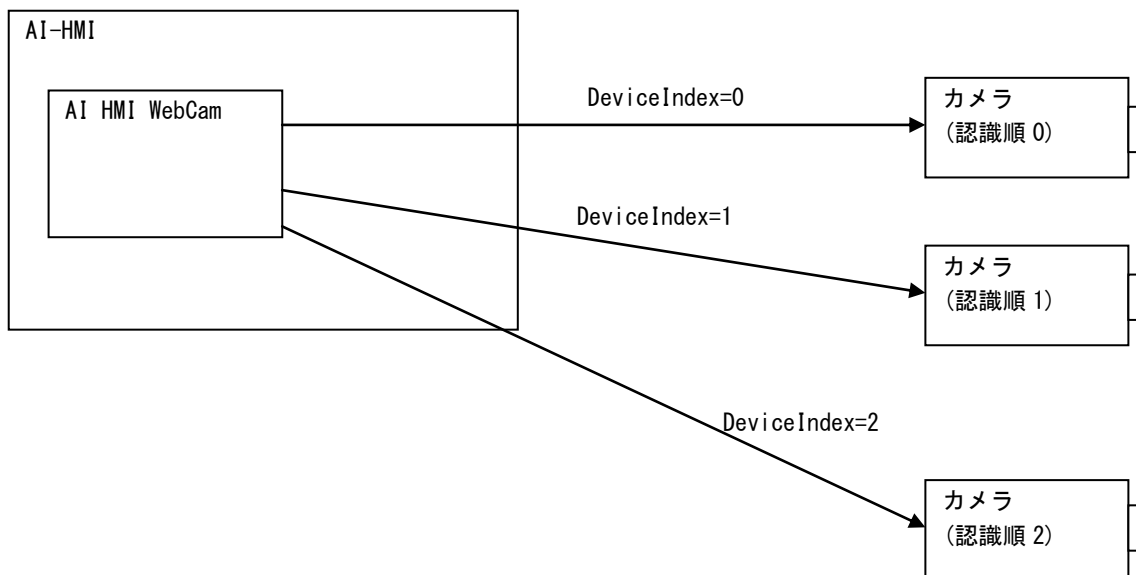 AI-HMI
AI HMI WebCam
DeviceIndex=0
カメラ
(認識順 0)
DeviceIndex=1
カメラ
(認識順 1)
DeviceIndex=2
カメラ
(認識順 2)